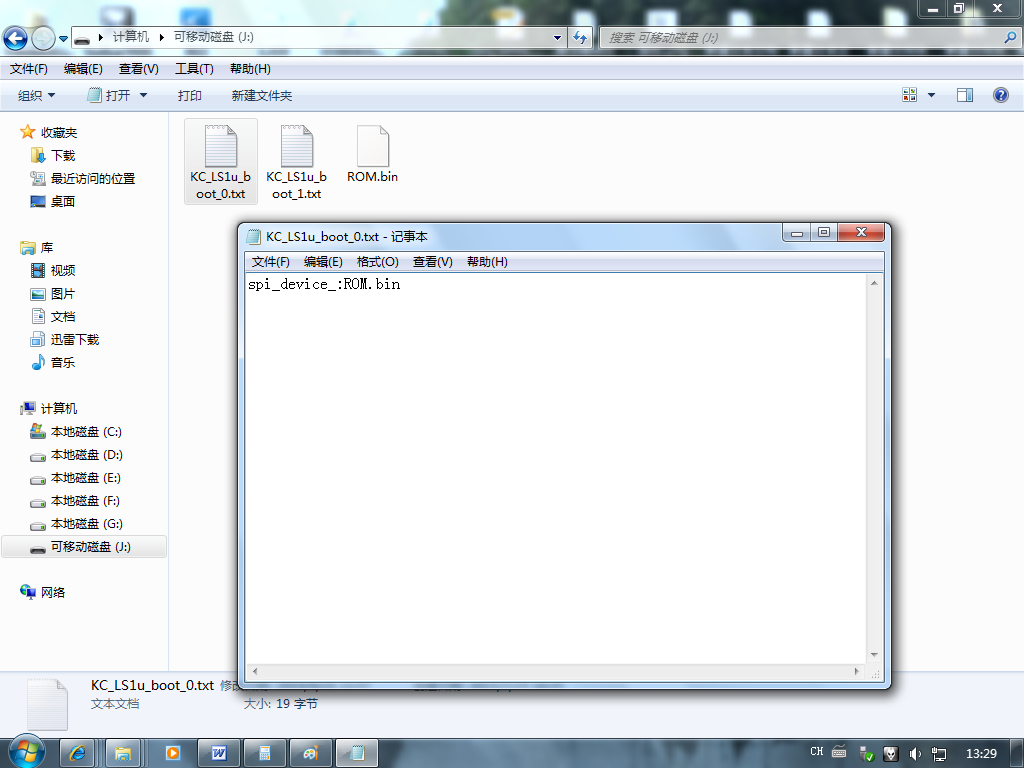 计算机 可移动磁盘 (J:)
搜索 可移动磁盘 (J:)
文件(F) 编辑(E) 查看(V) 工具(T) 帮助(H)
组织 打开 打印 新建文件夹
收藏夹
下载
最近访问的位置
桌面
库
视频
图片
文档
迅雷下载
音乐
计算机
本地磁盘 (C:)
本地磁盘 (D:)
本地磁盘 (E:)
本地磁盘 (F:)
本地磁盘 (G:)
可移动磁盘 (J:)
网络
KC_LS1u_b
oot_0.txt
KC_LS1u_b
oot_1.txt
ROM.bin
KC_LS1u_boot_0.txt - 记事本
文件(F) 编辑(E) 格式(O) 查看(V) 帮助(H)
spi_device_:ROM.bin
KC_LS1u_boot_0.txt
文本文档 大小: 19 字节
CH 13:29